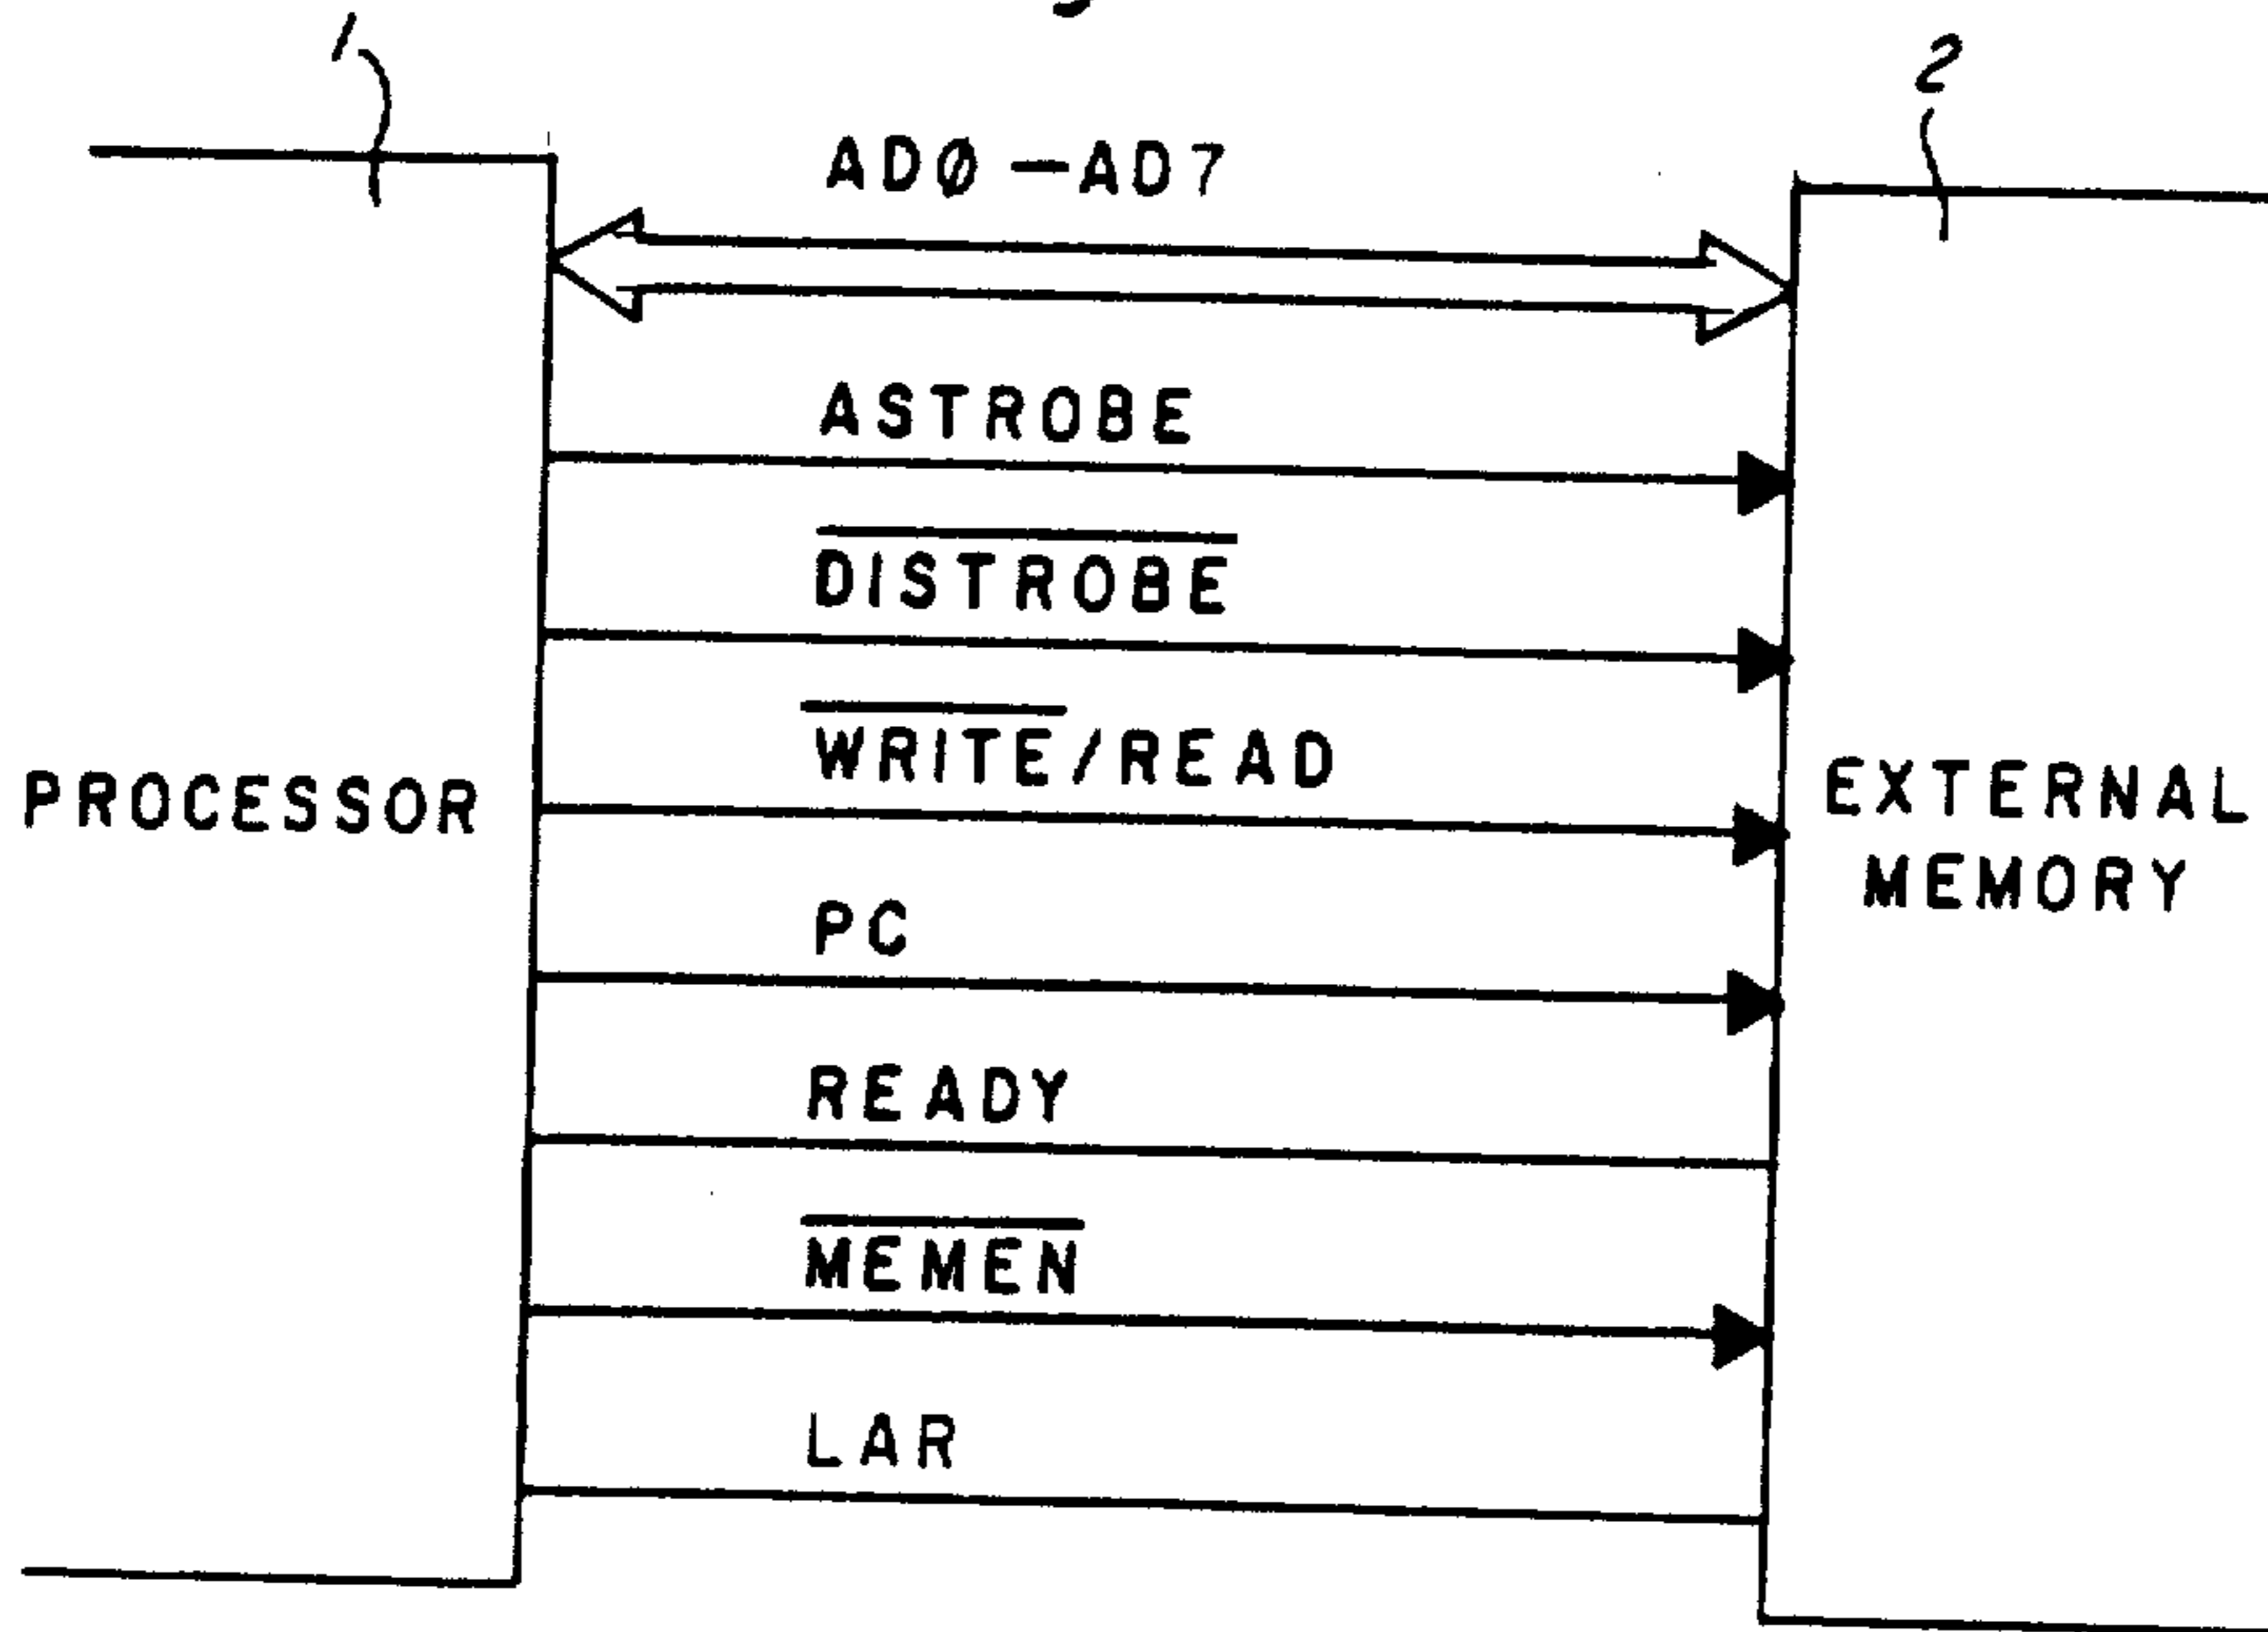 1
2
AD0-AD7
ASTROBE
DISTROBE
WRITE/READ
PROCESSOR
EXTERNAL
MEMORY
PC
READY
MEMEN
LAR